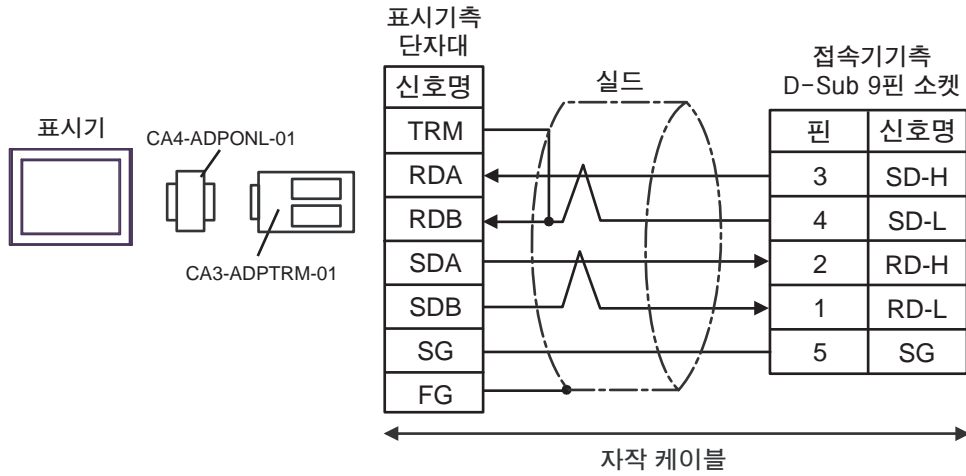 표시기측
단자대
접속기기측
D-Sub 9핀 소켓
표시기
CA4-ADPONL-01
CA3-ADPTRM-01
실드
신호명
TRM
RDA
RDB
SDA
SDB
SG
FG
핀 신호명
3 SD-H
4 SD-L
2 RD-H
1 RD-L
5 SG
자작 케이블